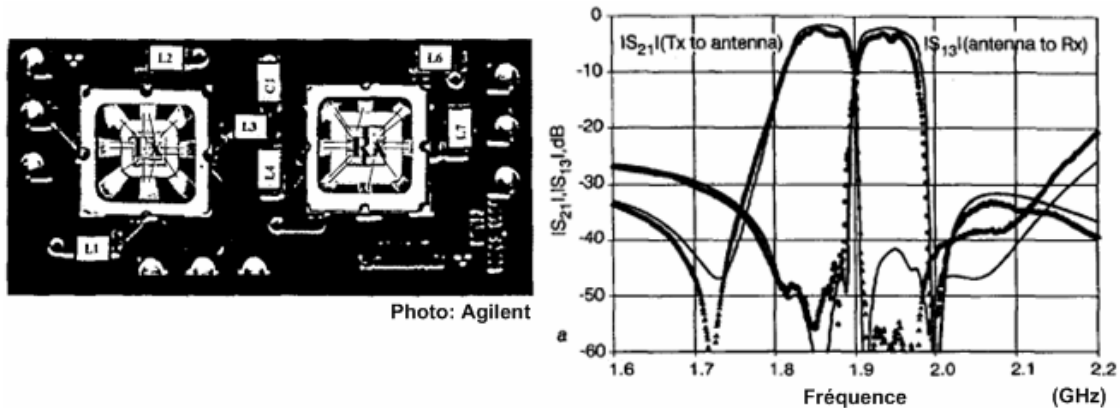 L2
L6
C1
L3
L7
TX
RX
L4
L1
Photo: Agilent
|S21|(Tx to antenna)
|S13|(antenna to Rx)
|S21|,|S13|,dB
0
-10
-20
-30
-40
-50
-60
a
1.6 1.7 1.8 1.9 2.0 2.1 2.2
Fréquence (GHz)